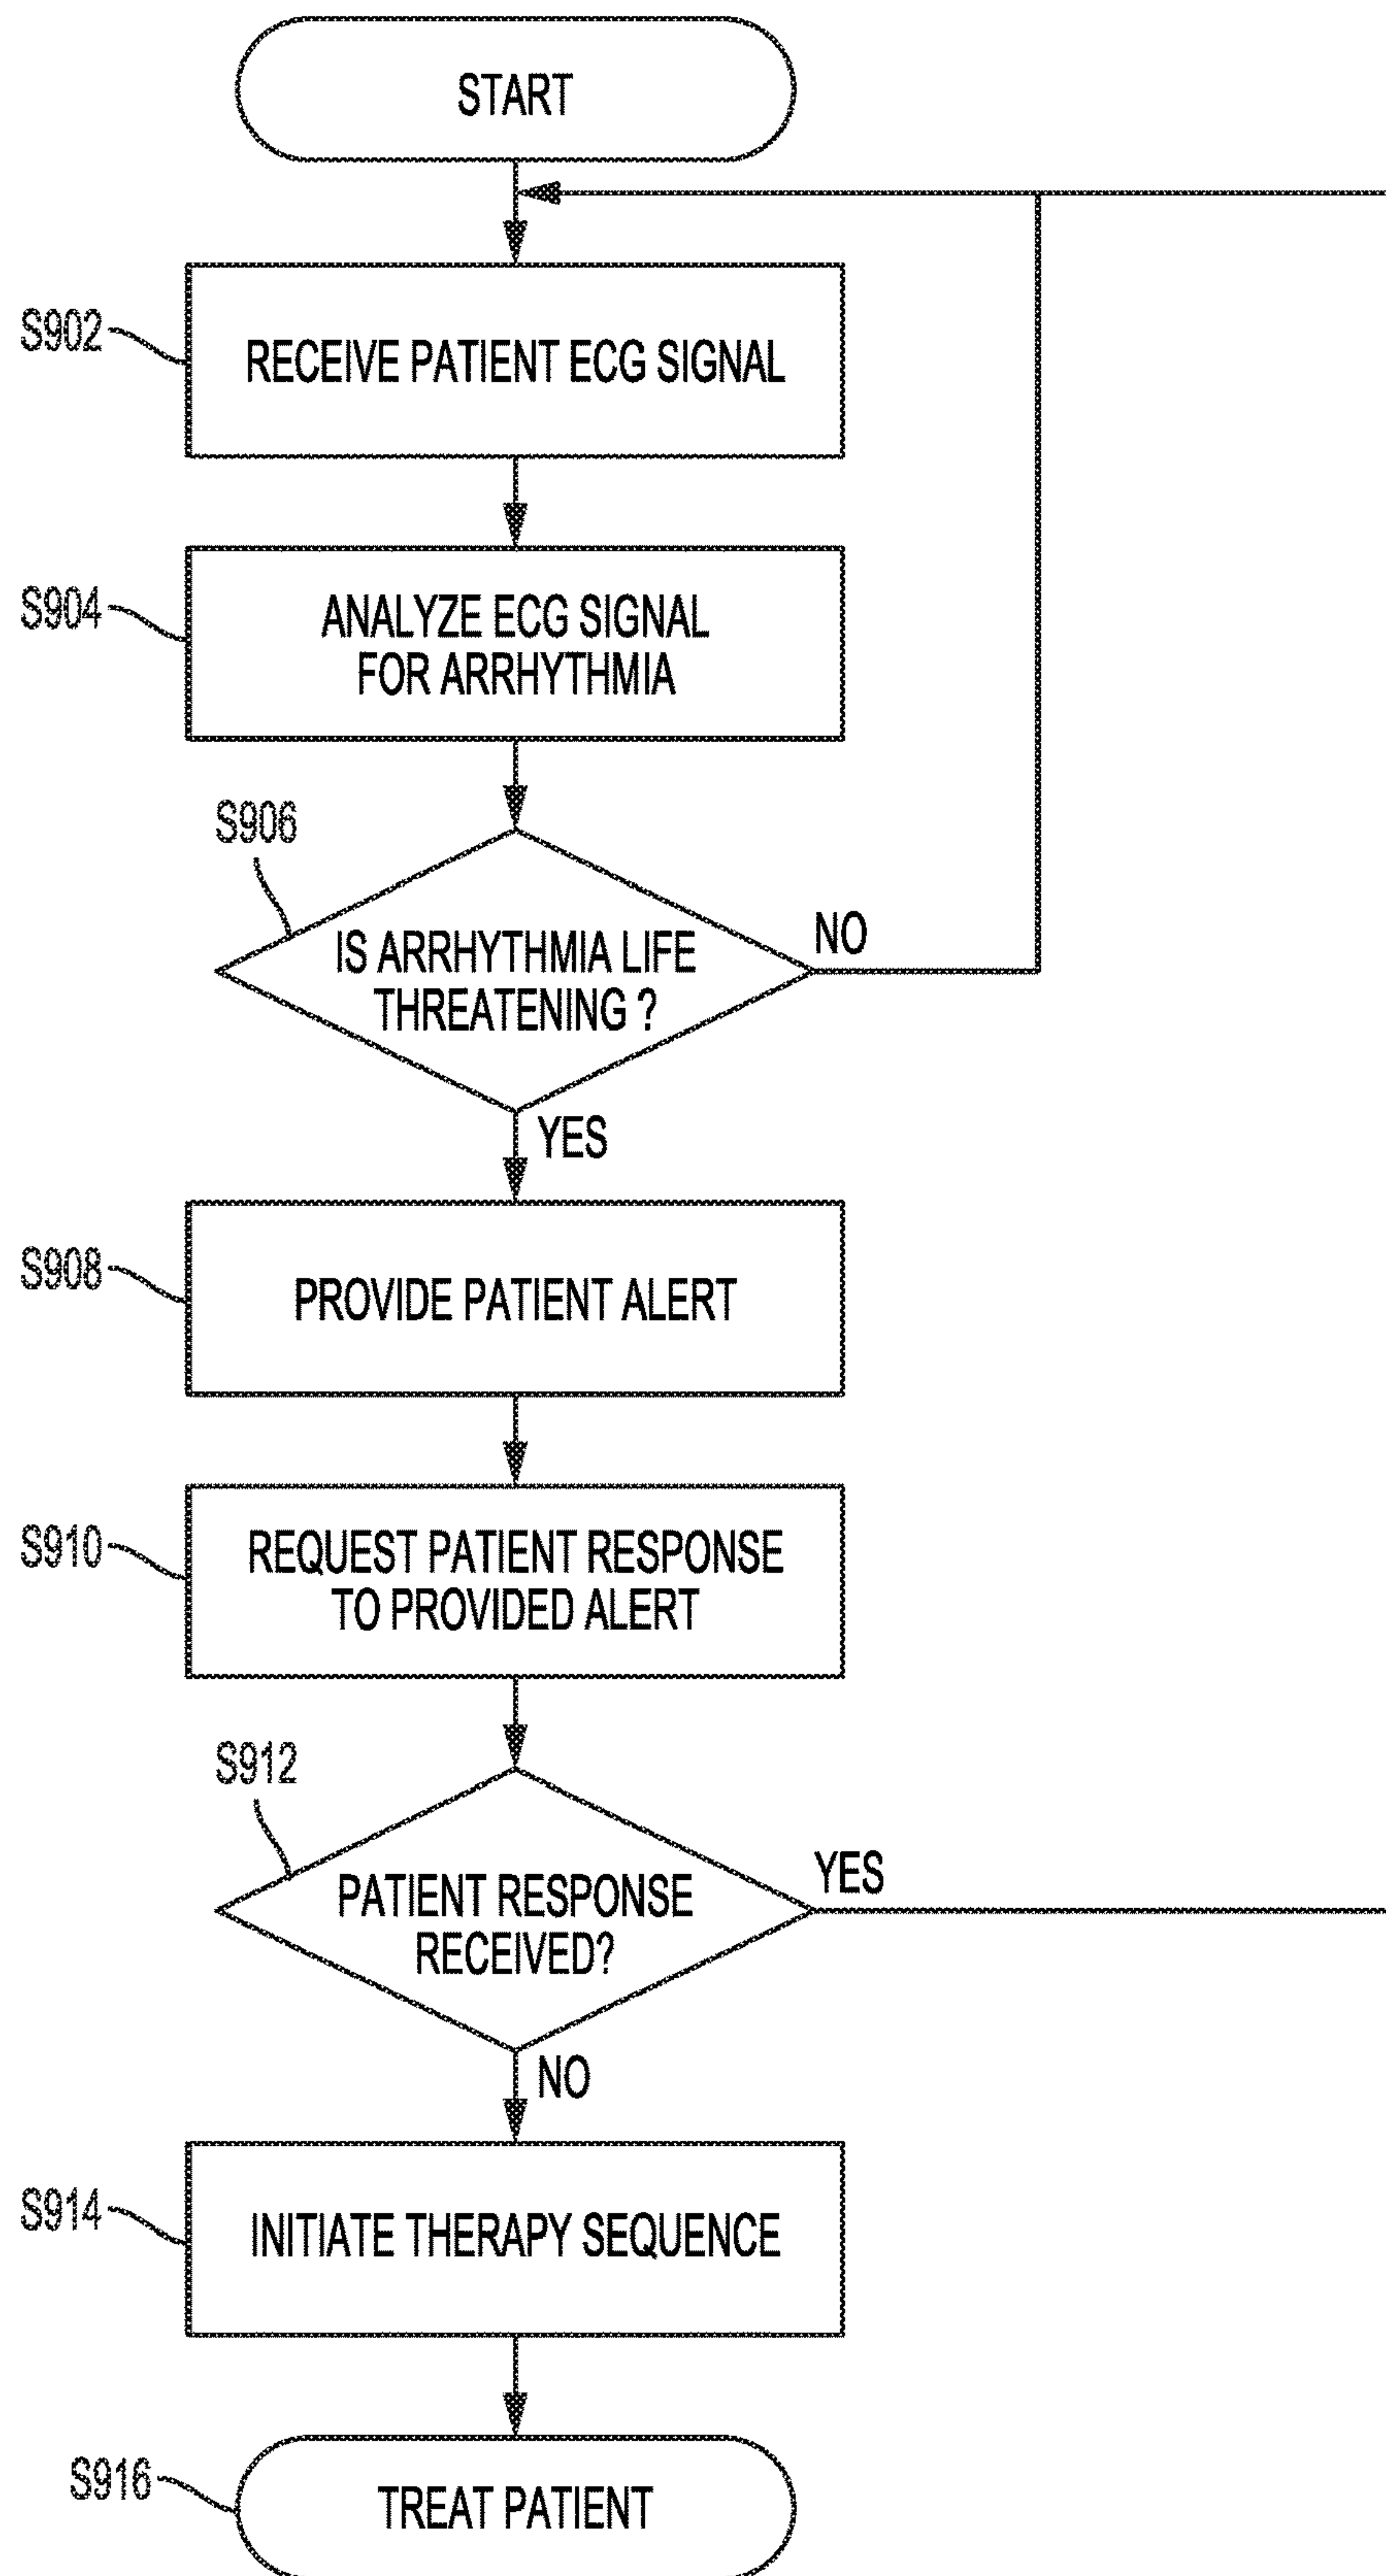 START
S902
RECEIVE PATIENT ECG SIGNAL
S904
ANALYZE ECG SIGNAL
FOR ARRHYTHMIA
S906
IS ARRHYTHMIA LIFE
THREATENING ?
NO
YES
S908
PROVIDE PATIENT ALERT
S910
REQUEST PATIENT RESPONSE
TO PROVIDED ALERT
S912
PATIENT RESPONSE
RECEIVED?
YES
NO
S914
INITIATE THERAPY SEQUENCE
S916
TREAT PATIENT